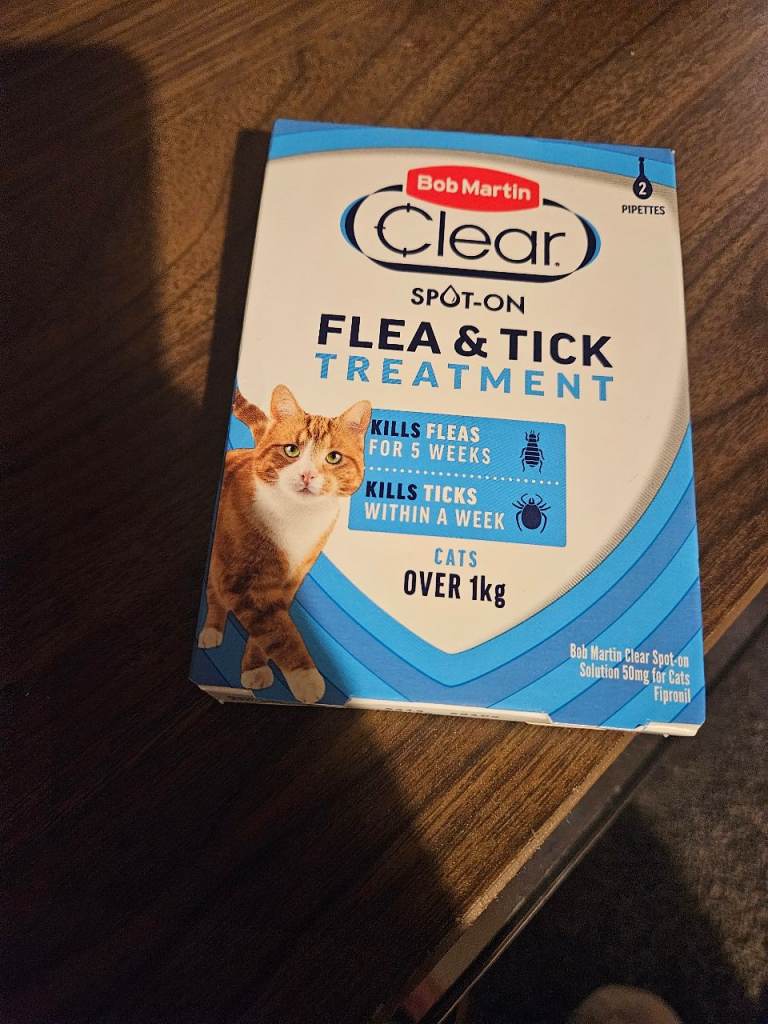 Bob Martin
Clear
2
PIPETTES
SPOT-ON
FLEA & TICK
TREATMENT
KILLS FLEAS
FOR 5 WEEKS
KILLS TICKS
WITHIN A WEEK
CATS
OVER 1kg
Bob Martin Clear Spot-on
Solution 50mg for Cats
Fipronil